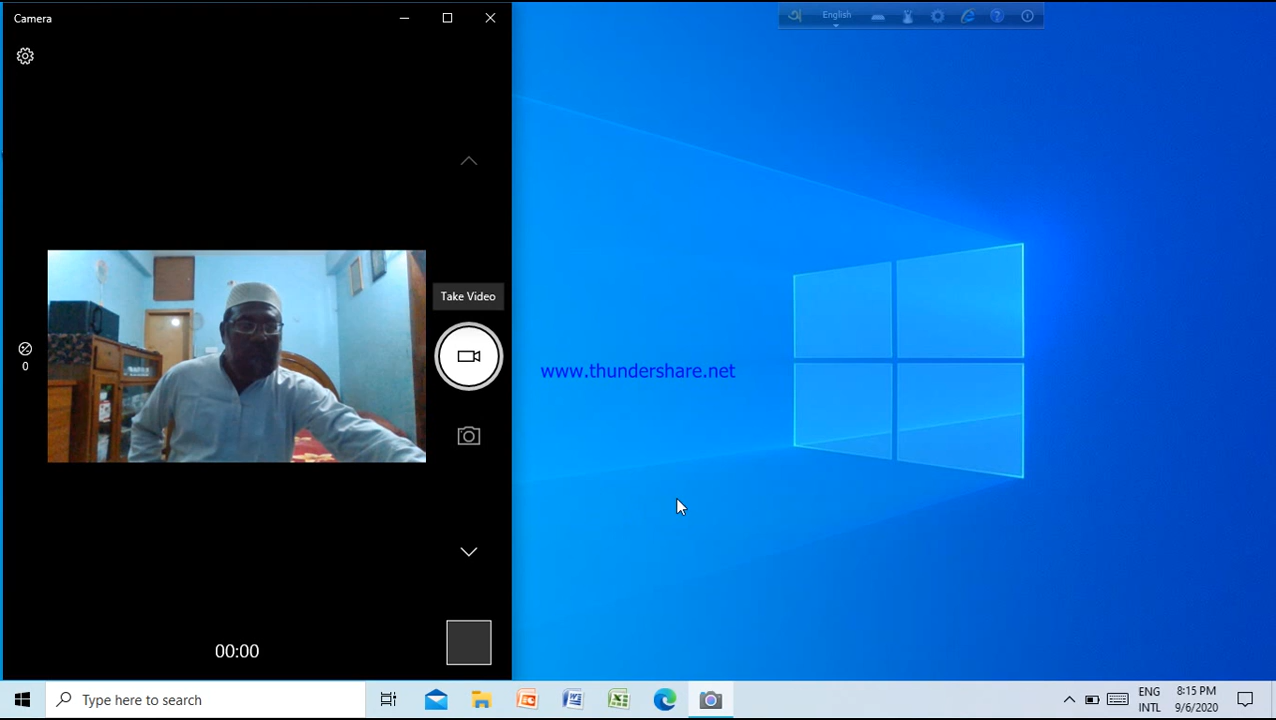 Camera
English
Take Video
0
www.thundershare.net
00:00
Type here to search
ENG
INTL
8:15 PM
9/6/2020